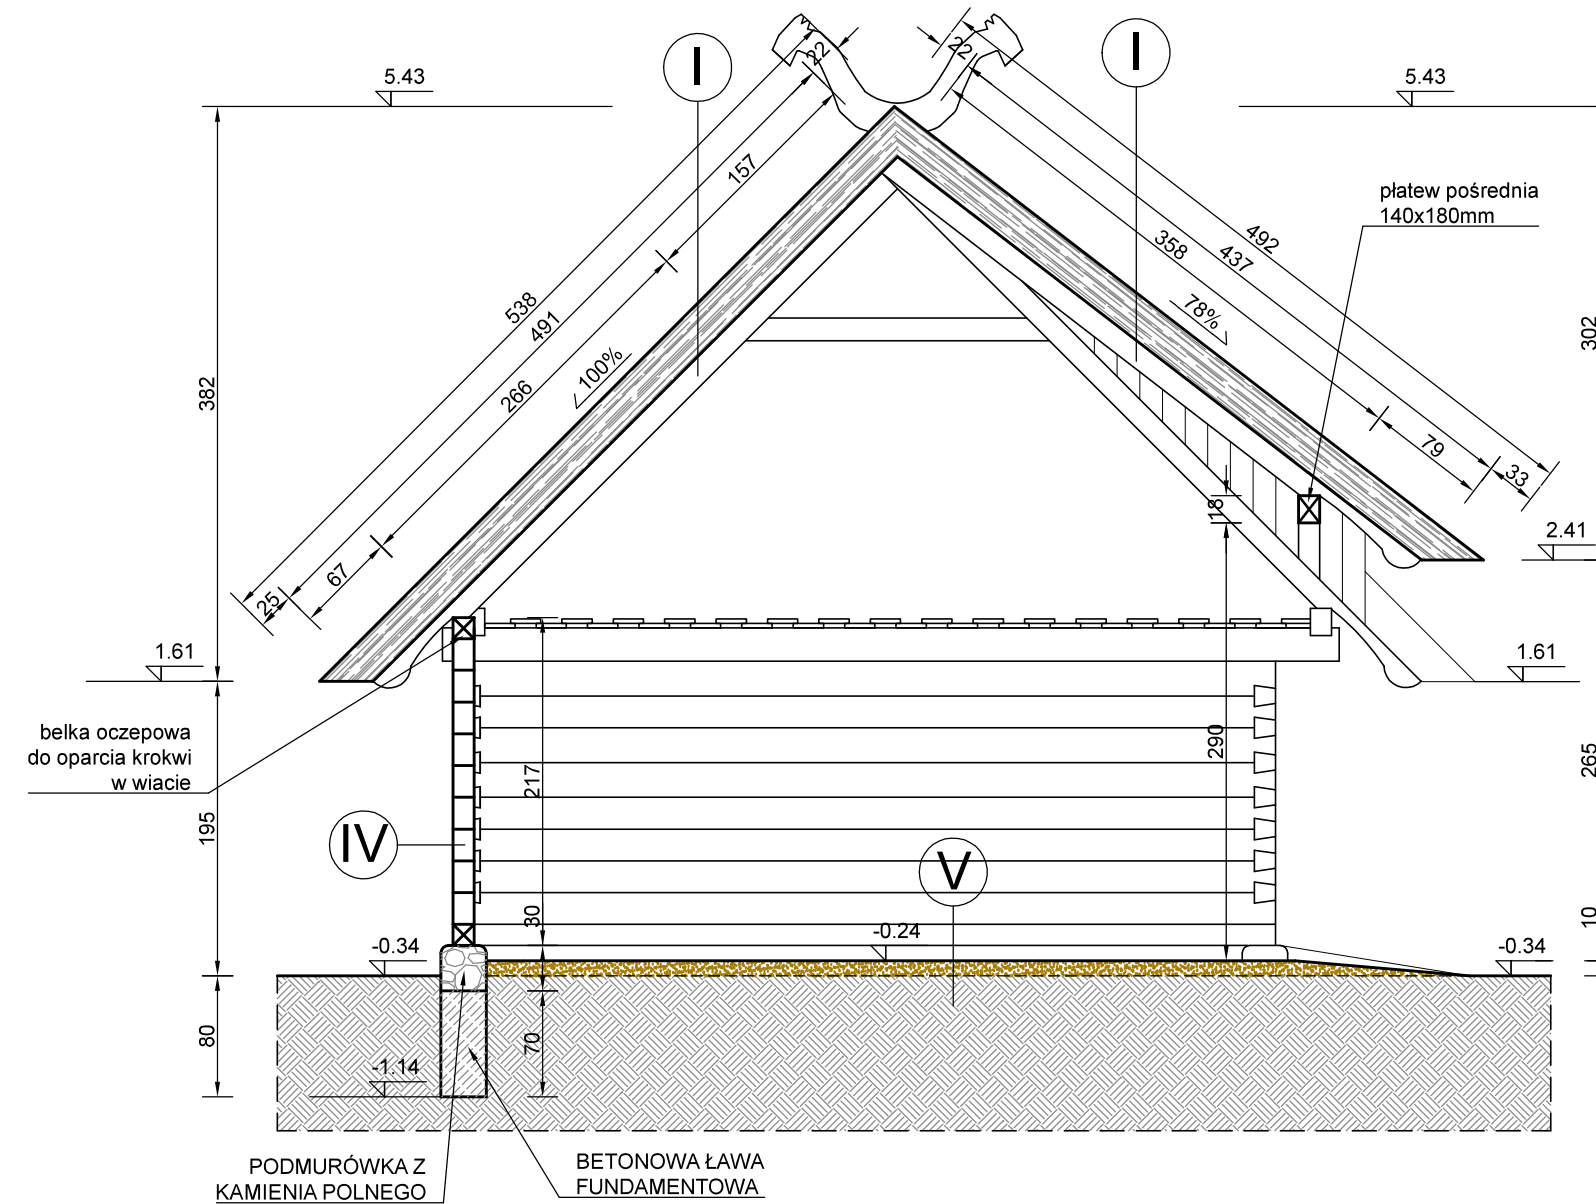 I
I
5.43
5.43
22
22
157
płatew pośrednia
140x180mm
492
437
358
538
491
266
100%
78%
302
382
79
33
18
2.41
67
25
1.61
1.61
belka oczepowa
do oparcia krokwi
w wiacie
217
290
265
195
IV
V
30
10
-0.34
-0.24
-0.34
80
70
-1.14
PODMURÓWKA Z
KAMIENIA POLNEGO
BETONOWA ŁAWA
FUNDAMENTOWA